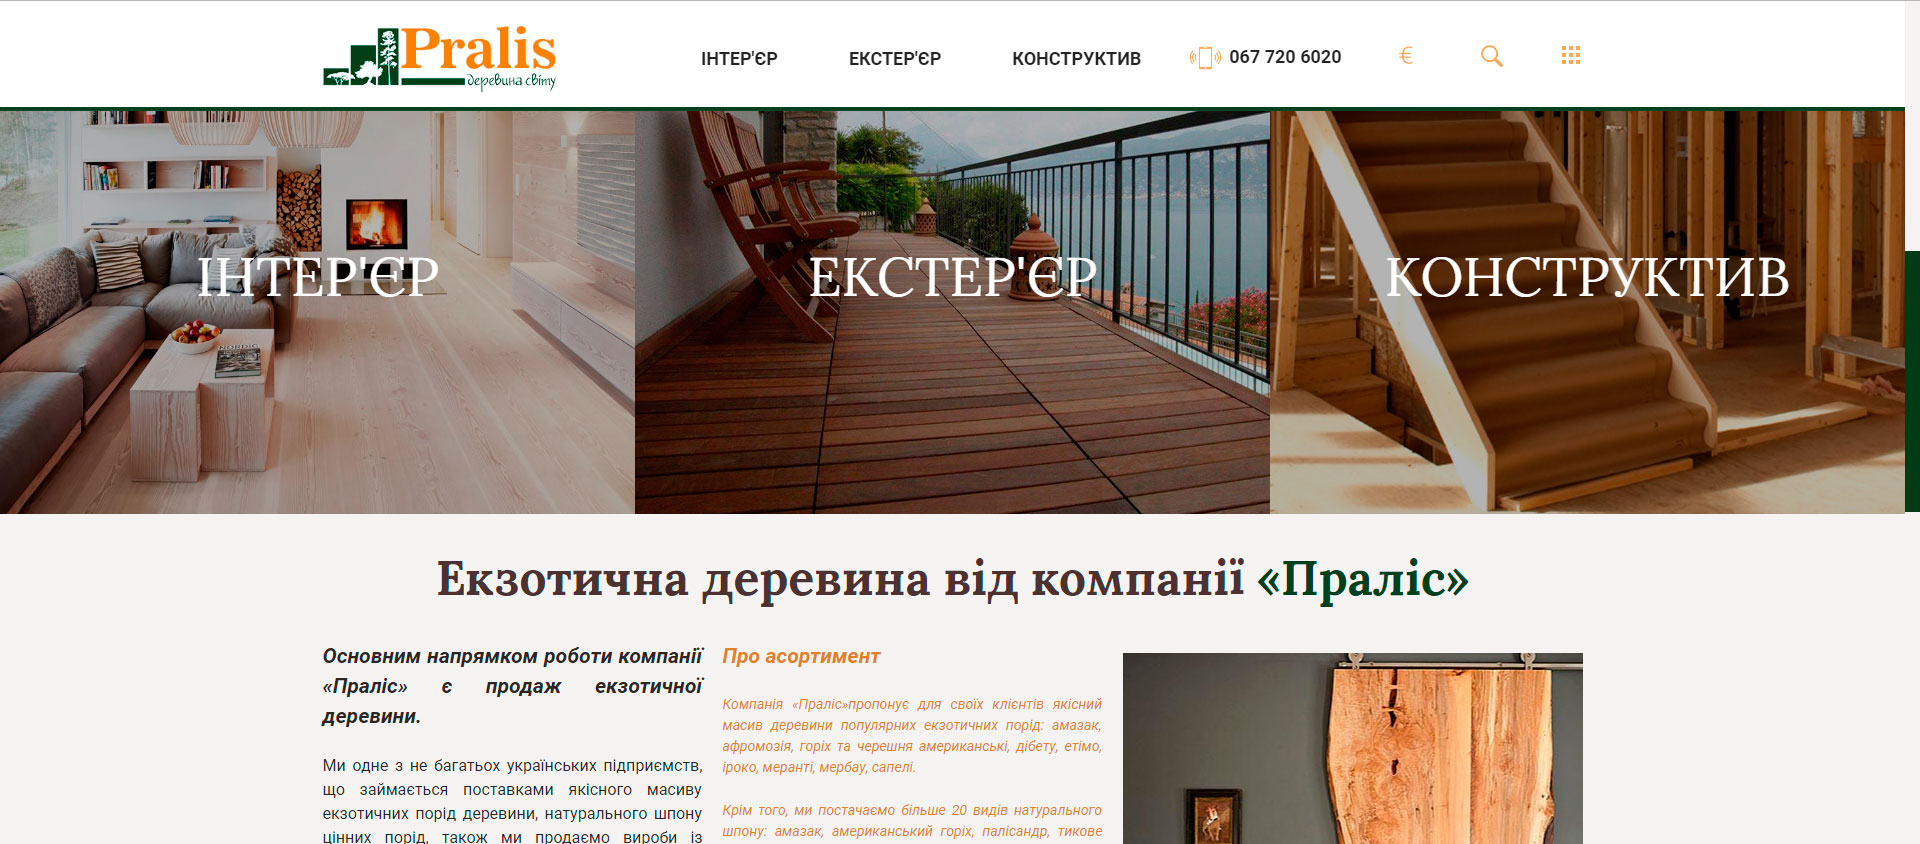 Pralis
деревина світу
ІНТЕР'ЄР
ЕКСТЕР'ЄР
КОНСТРУКТИВ
067 720 6020
€
ІНТЕР'ЄР
ЕКСТЕР'ЄР
КОНСТРУКТИВ
NORDIC
Екзотична деревина від компанії «Праліс»
Основним напрямком роботи компанії
«Праліс» є продаж екзотичної
деревини.
Ми одне з не багатьох українських підприємств,
що займається поставками якісного масиву
екзотичних порід деревини, натурального шпону
цінних порід, також ми продаємо вироби із
Про асортимент
Компанія «Праліс»пропонує для своїх клієнтів якісний
масив деревини популярних екзотичних порід: амазак,
афромозія, горіх та черешня американські, дібету, етімо,
іроко, меранті, мербау, сапелі.
Крім того, ми постачаємо більше 20 видів натурального
шпону: амазак, американський горіх, палісандр, тикове